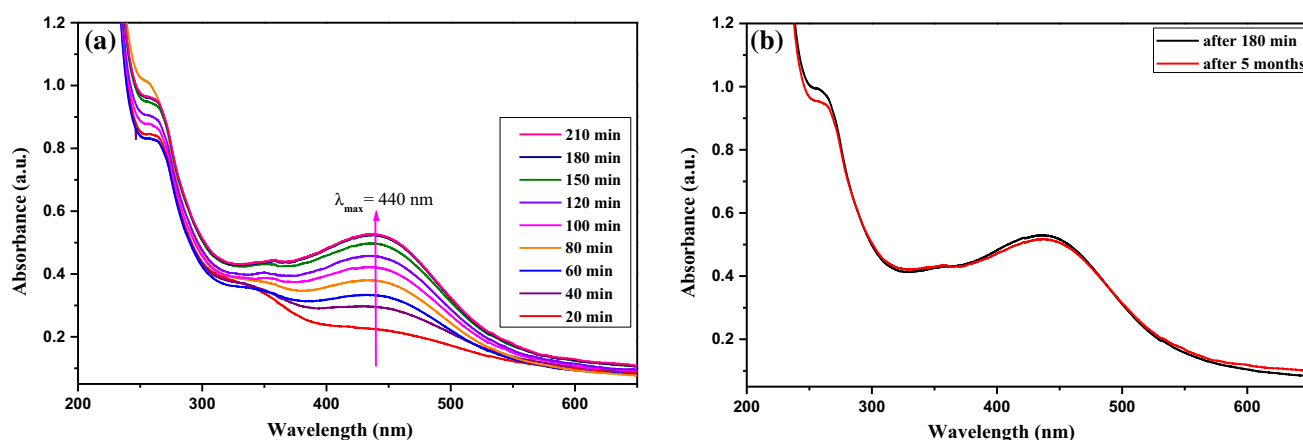 (a)
1.2
1.0
0.8
0.6
0.4
0.2
Absorbance (a.u.)
λmax = 440 nm
210 min
180 min
150 min
120 min
100 min
80 min
60 min
40 min
20 min
200 300 400 500 600
Wavelength (nm)
(b)
1.2
1.0
0.8
0.6
0.4
0.2
Absorbance (a.u.)
after 180 min
after 5 months
200 300 400 500 600
Wavelength (nm)